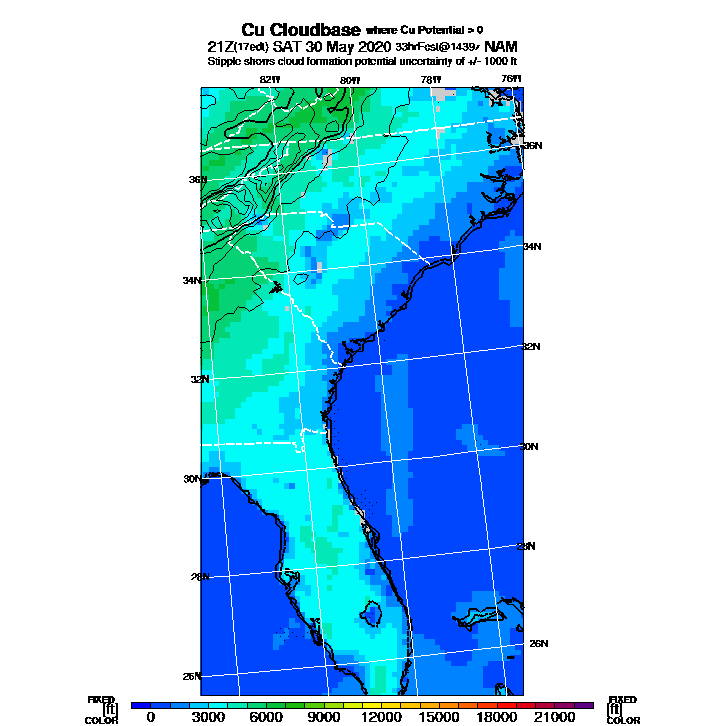 Cu Cloudbase where Cu Potential > 0
21Z(17edt) SAT 30 May 2020 33hrFcst@1439z NAM
Stipple shows cloud formation potential uncertainty of +/- 1000 ft
82W 80W 78W 76W
36N
36N
34N
34N
32N
32N
30N
30N
28N
28N
26N
26N
FIXED FIXED
[ft] [ft]
COLOR COLOR
0 3000 6000 9000 12000 15000 18000 21000